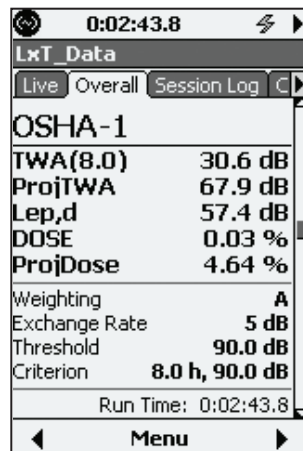 0:02:43.8
LxT_Data
Live Overall Session Log C
OSHA-1
TWA(8.0) 30.6 dB
ProjTWA 67.9 dB
Lep,d 57.4 dB
DOSE 0.03 %
ProjDose 4.64 %
Weighting A
Exchange Rate 5 dB
Threshold 90.0 dB
Criterion 8.0 h, 90.0 dB
Run Time: 0:02:43.8
Menu